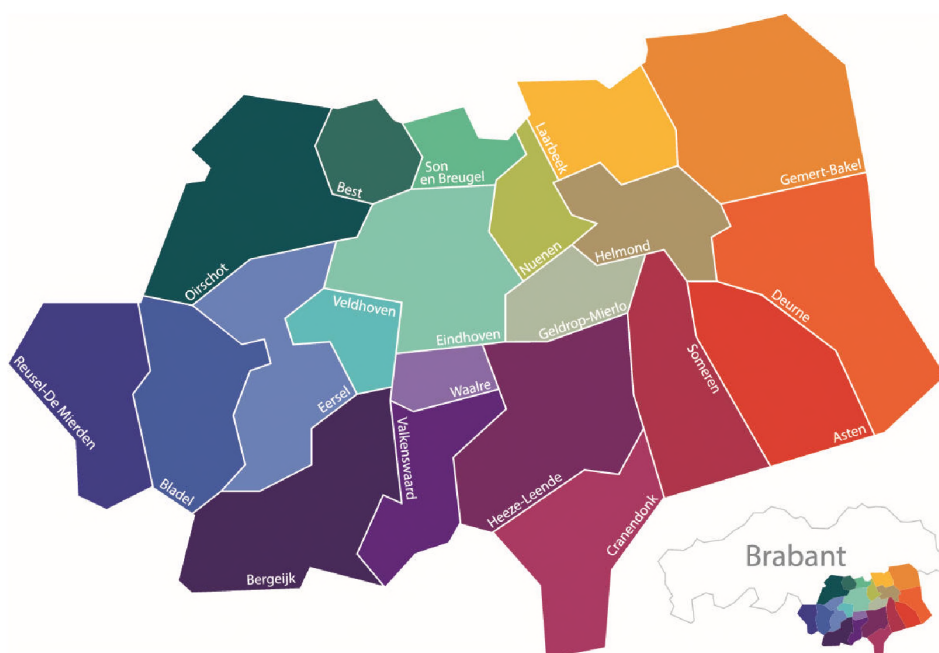 Best
Son
en Breugel
Laarbeek
Gemert-Bakel
Oirschot
Nuenen
Helmond
Veldhoven
Eindhoven
Geldrop-Mierlo
Deurne
Reusel-De Mierden
Eersel
Waalre
Someren
Asten
Bladel
Valkenswaard
Heeze-Leende
Cranendonk
Bergeijk
Brabant